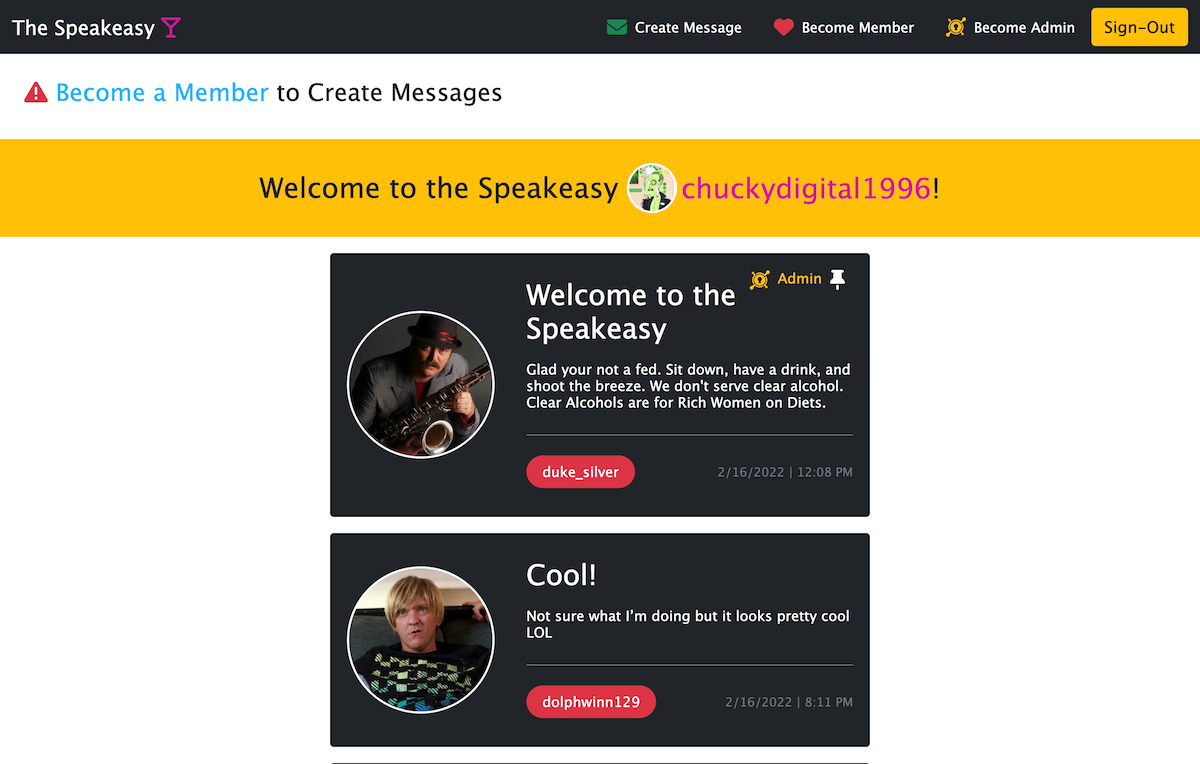 The Speakeasy
Create Message
Become Member
Become Admin
Sign-Out
Become a Member to Create Messages
Welcome to the Speakeasy chuckydigital1996!
Admin
Welcome to the
Speakeasy
Glad your not a fed. Sit down, have a drink, and
shoot the breeze. We don't serve clear alcohol.
Clear Alcohols are for Rich Women on Diets.
duke_silver
2/16/2022 | 12:08 PM
Cool!
Not sure what I’m doing but it looks pretty cool
LOL
dolphwinn129
2/16/2022 | 8:11 PM